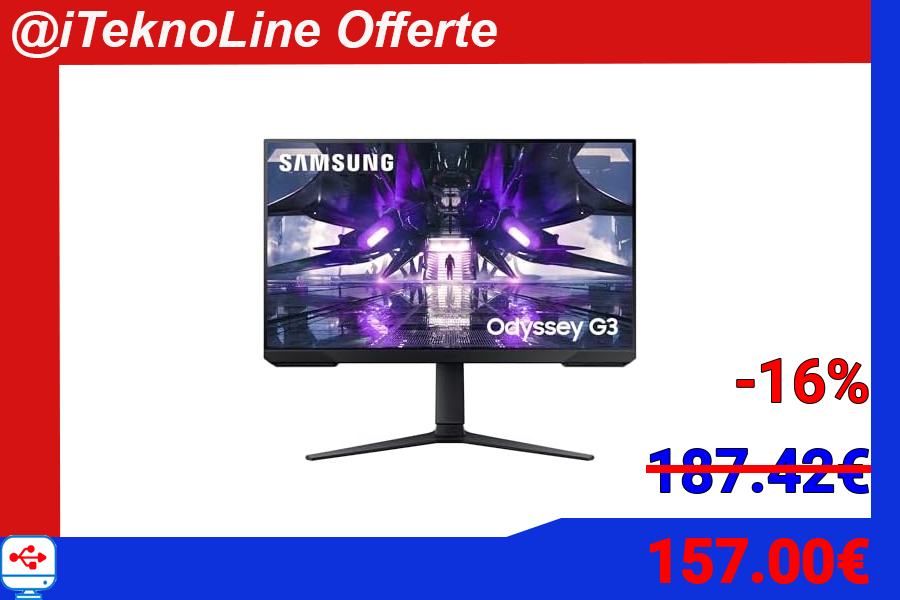 @iTeknoLine Offerte
SAMSUNG
Odyssey G3
-16%
187.42€
157.00€